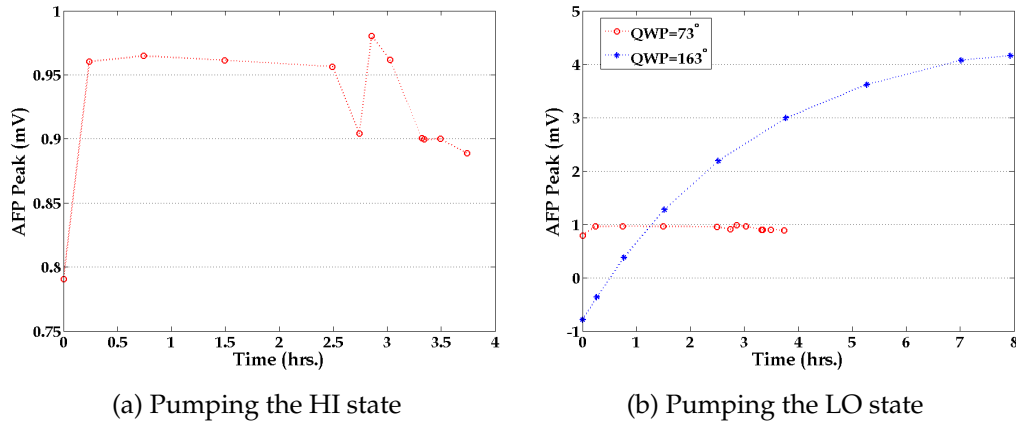 1
0.95
0.9
0.85
0.8
0.75
AFP Peak (mV)
0 0.5 1 1.5 2 2.5 3 3.5 4
Time (hrs.)
(a) Pumping the HI state
5
4
3
2
1
0
-1
AFP Peak (mV)
QWP=73°
QWP=163°
0 1 2 3 4 5 6 7 8
Time (hrs.)
(b) Pumping the LO state